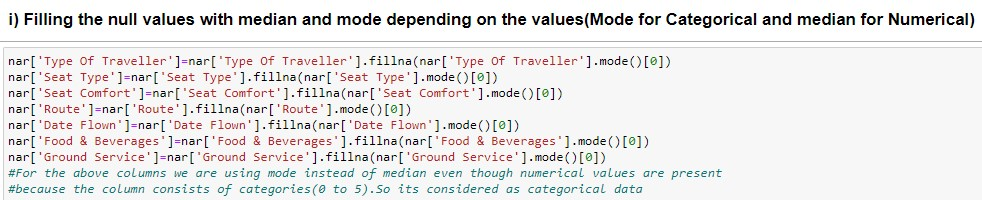 i) Filling the null values with median and mode depending on the values(Mode for Categorical and median for Numerical)
nar['Type Of Traveller']=nar['Type Of Traveller'].fillna(nar['Type Of Traveller'].mode()[0])
nar['Seat Type']=nar['Seat Type'].fillna(nar['Seat Type'].mode()[0])
nar['Seat Comfort']=nar['Seat Comfort'].fillna(nar['Seat Comfort'].mode()[0])
nar['Route']=nar['Route'].fillna(nar['Route'].mode()[0])
nar['Date Flown']=nar['Date Flown'].fillna(nar['Date Flown'].mode()[0])
nar['Food & Beverages']=nar['Food & Beverages'].fillna(nar['Food & Beverages'].mode()[0])
nar['Ground Service']=nar['Ground Service'].fillna(nar['Ground Service'].mode()[0])
#For the above columns we are using mode instead of median even though numerical values are present
#because the column consists of categories(0 to 5).So its considered as categorical data